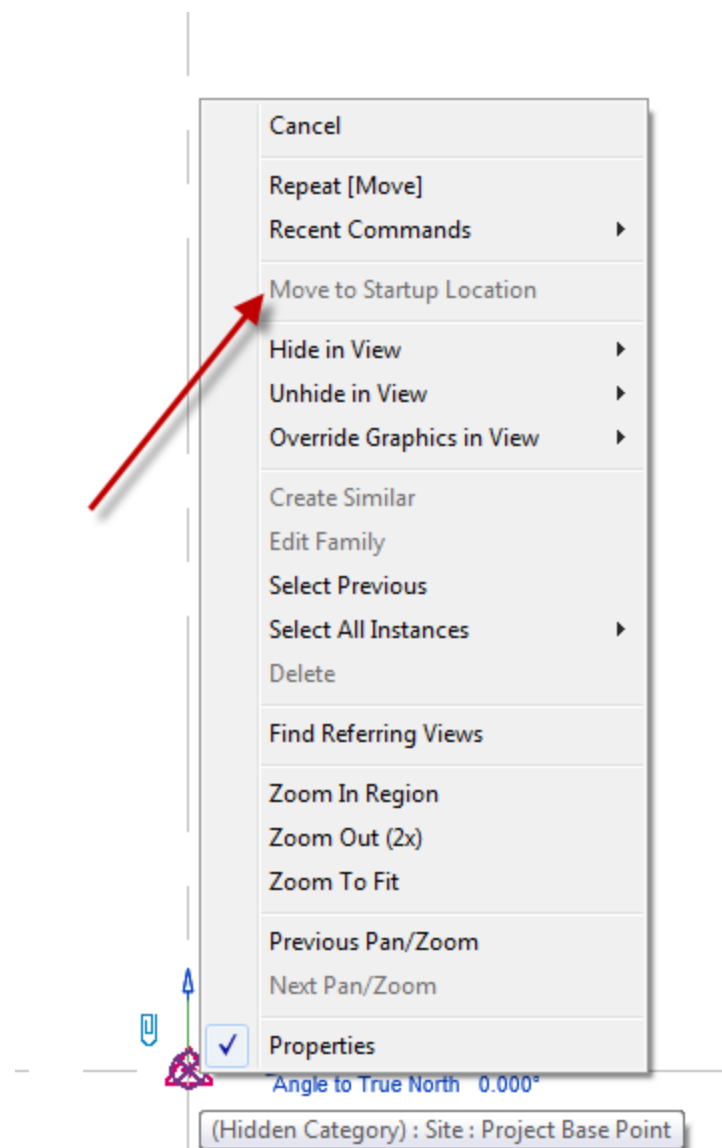 Cancel
Repeat [Move]
Recent Commands
Move to Startup Location
Hide in View
Unhide in View
Override Graphics in View
Create Similar
Edit Family
Select Previous
Select All Instances
Delete
Find Referring Views
Zoom In Region
Zoom Out (2x)
Zoom To Fit
Previous Pan/Zoom
Next Pan/Zoom
Properties
Angle to True North 0.000°
(Hidden Category) : Site : Project Base Point